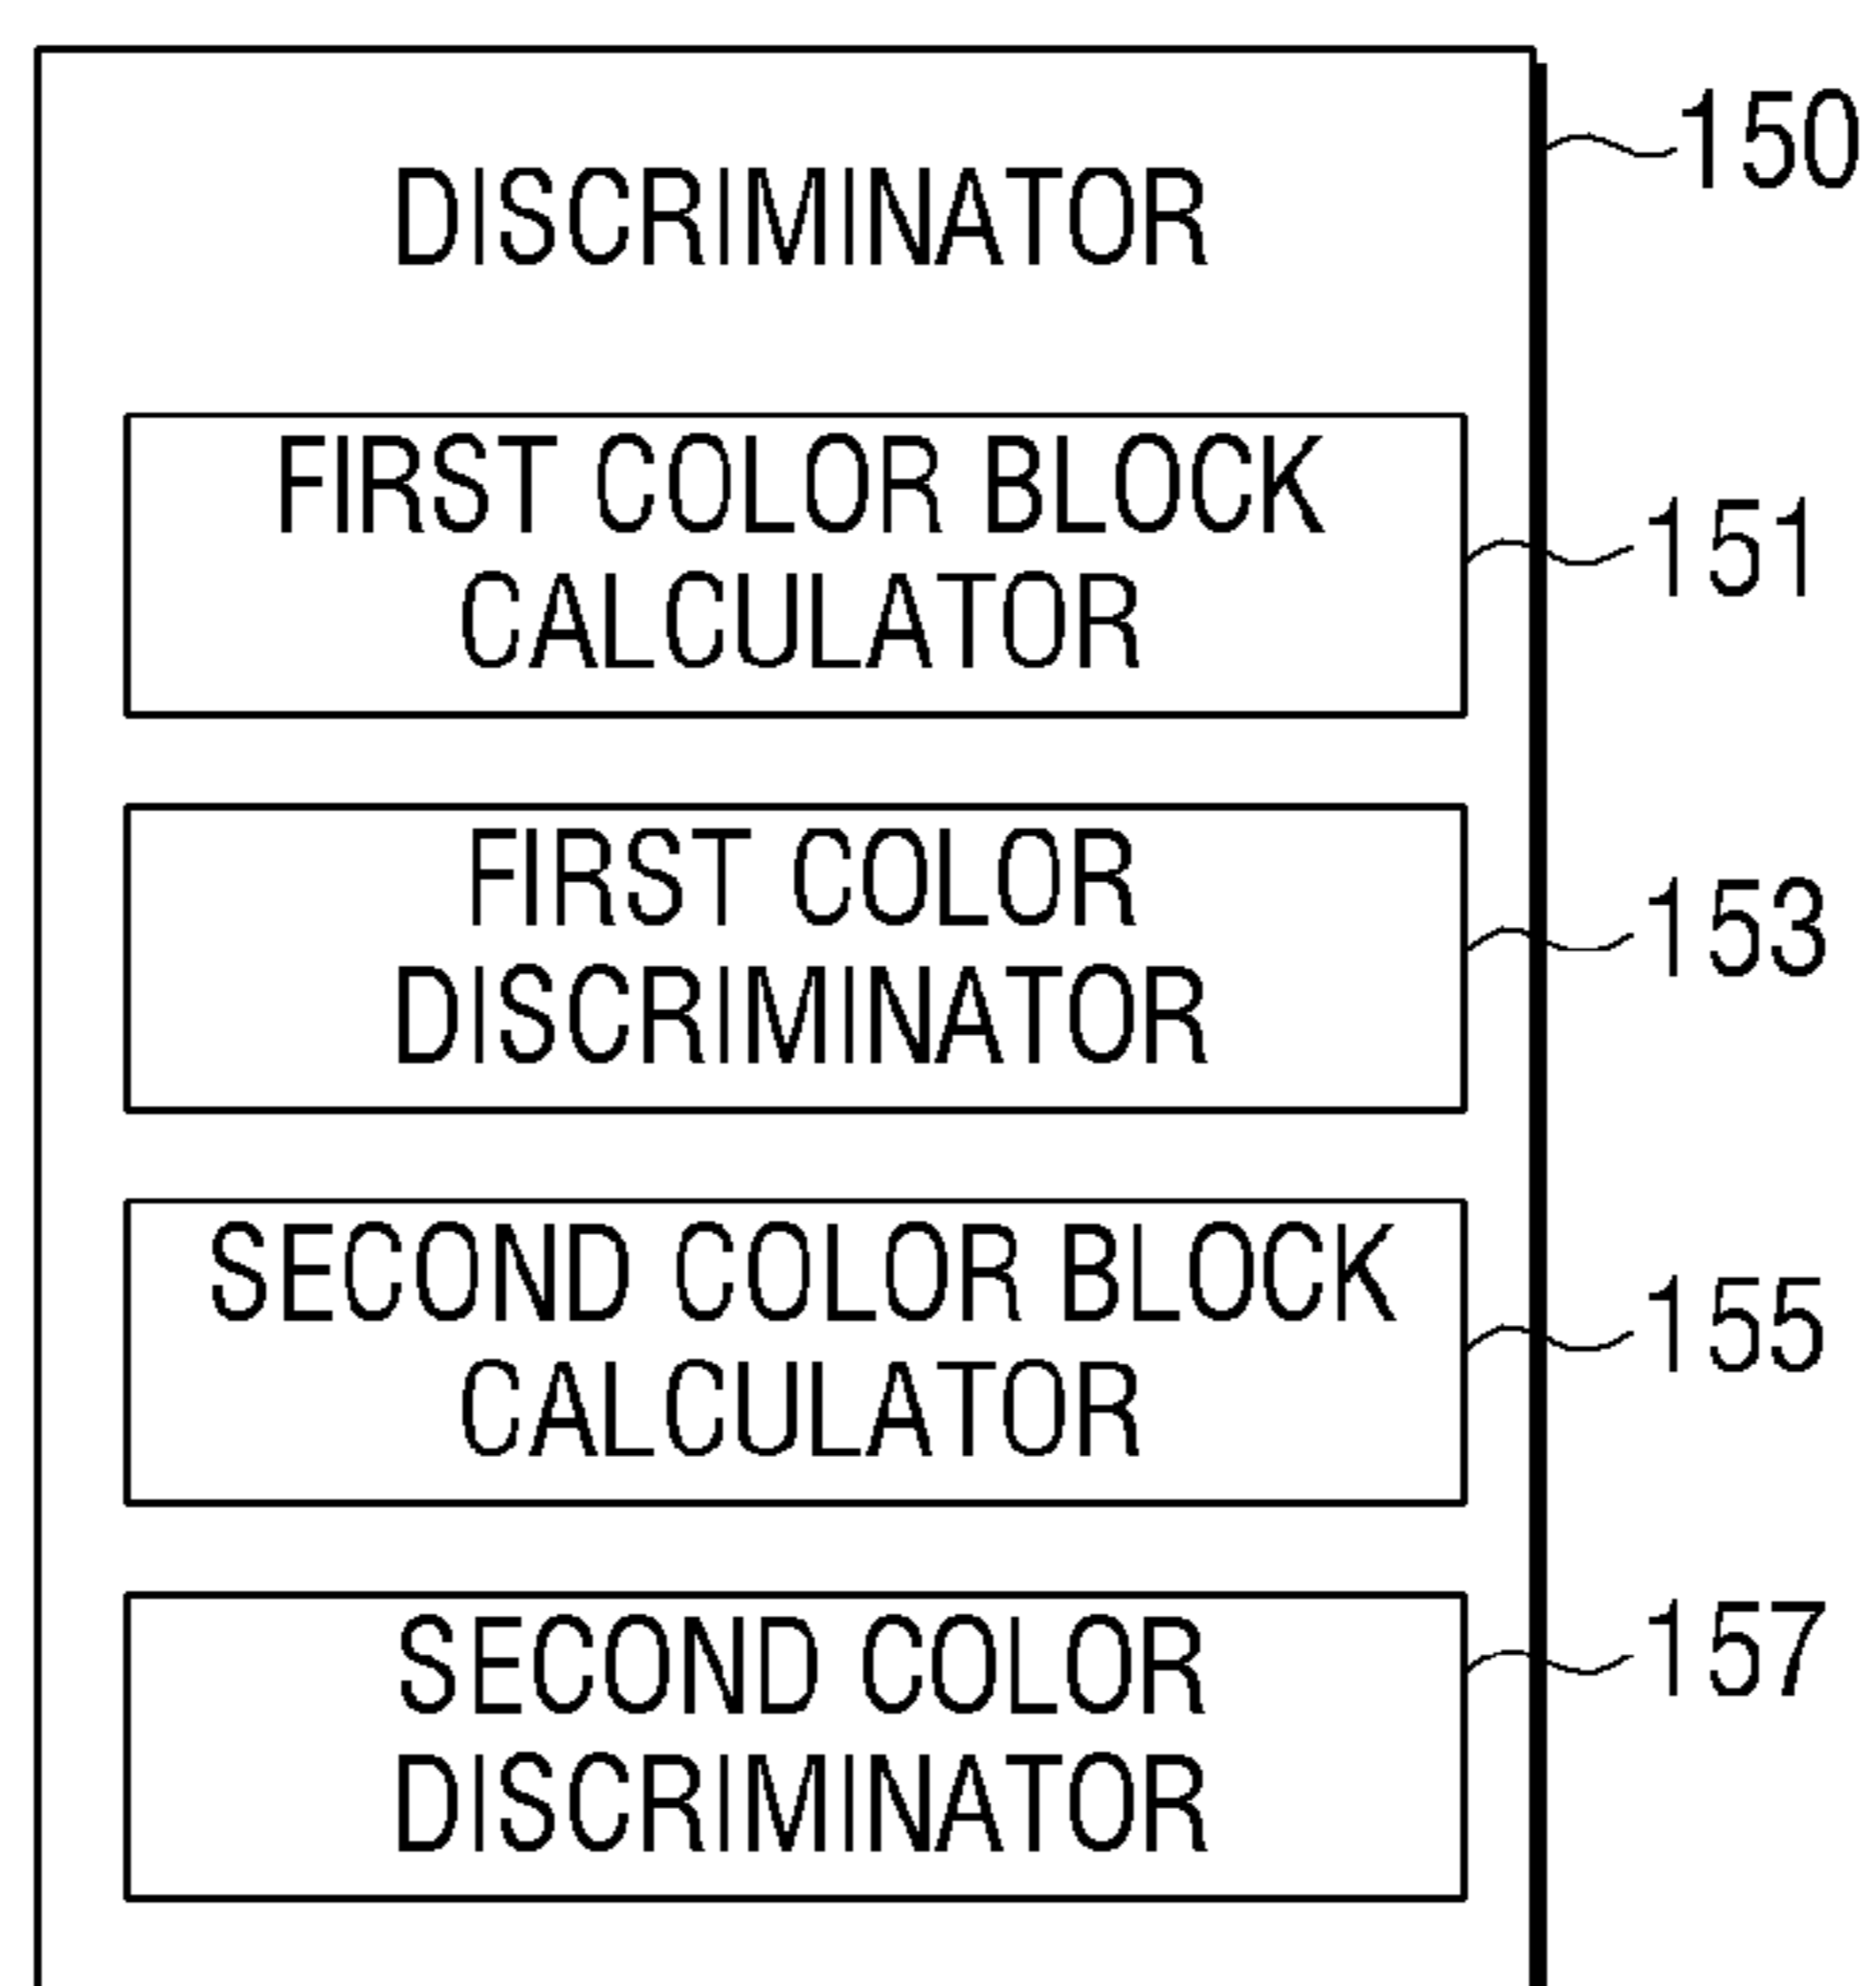 150
DISCRIMINATOR
FIRST COLOR BLOCK
CALCULATOR
151
FIRST COLOR
DISCRIMINATOR
153
SECOND COLOR BLOCK
CALCULATOR
155
SECOND COLOR
DISCRIMINATOR
157